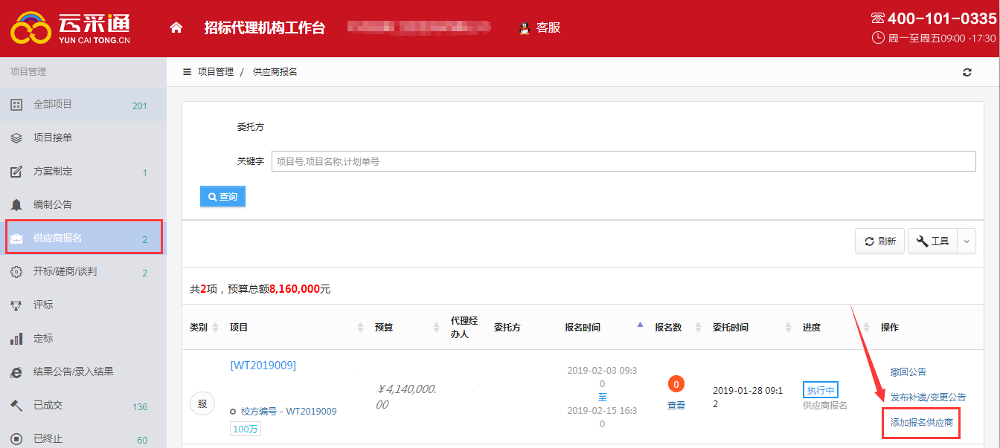 云采通
YUN CAI TONG.CN
招标代理机构工作台
客服
400-101-0335
周一至周五09:00 -17:30
项目管理
全部项目 201
项目接单
方案制定 1
编制公告
供应商报名 2
开标/磋商/谈判 2
评标
定标
结果公告/录入结果
已成交 136
已终止 60
项目管理 / 供应商报名
委托方
关键字 项目号,项目名称,计划单号
查询
刷新 工具
共2项，预算总额8,160,000元
类别 项目 预算 代理经办人 委托方 报名时间 报名数 委托时间 进度 操作
服
[WT2019009]
校方编号 - WT2019009
100万
￥4,140,000.
00
2019-02-03 09:3
0
至
2019-02-15 16:3
0
0
查看
2019-01-28 09:1
2
执行中
供应商报名
撤回公告
发布补遗/变更公告
添加报名供应商